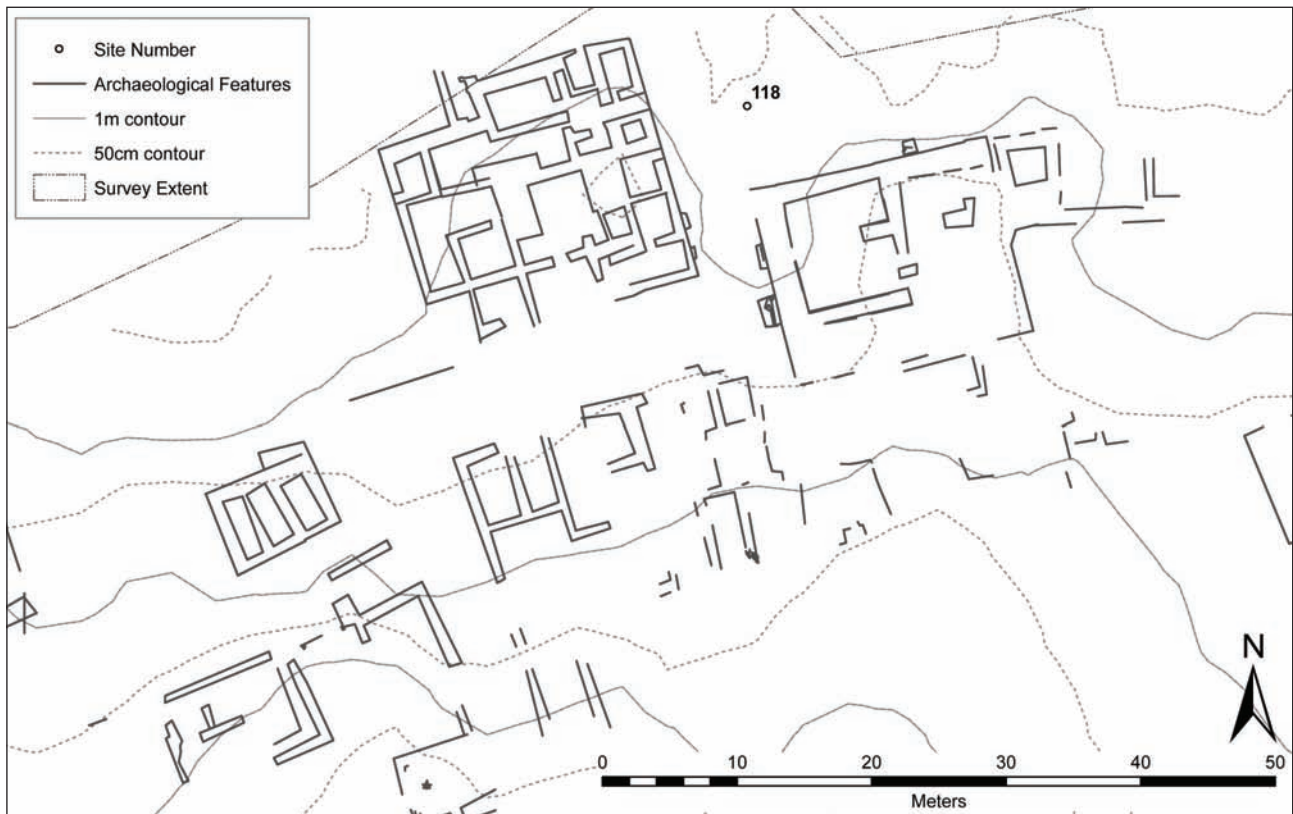 Site Number
Archaeological Features
1m contour
50cm contour
Survey Extent
118
N
0 10 20 30 40 50
Meters